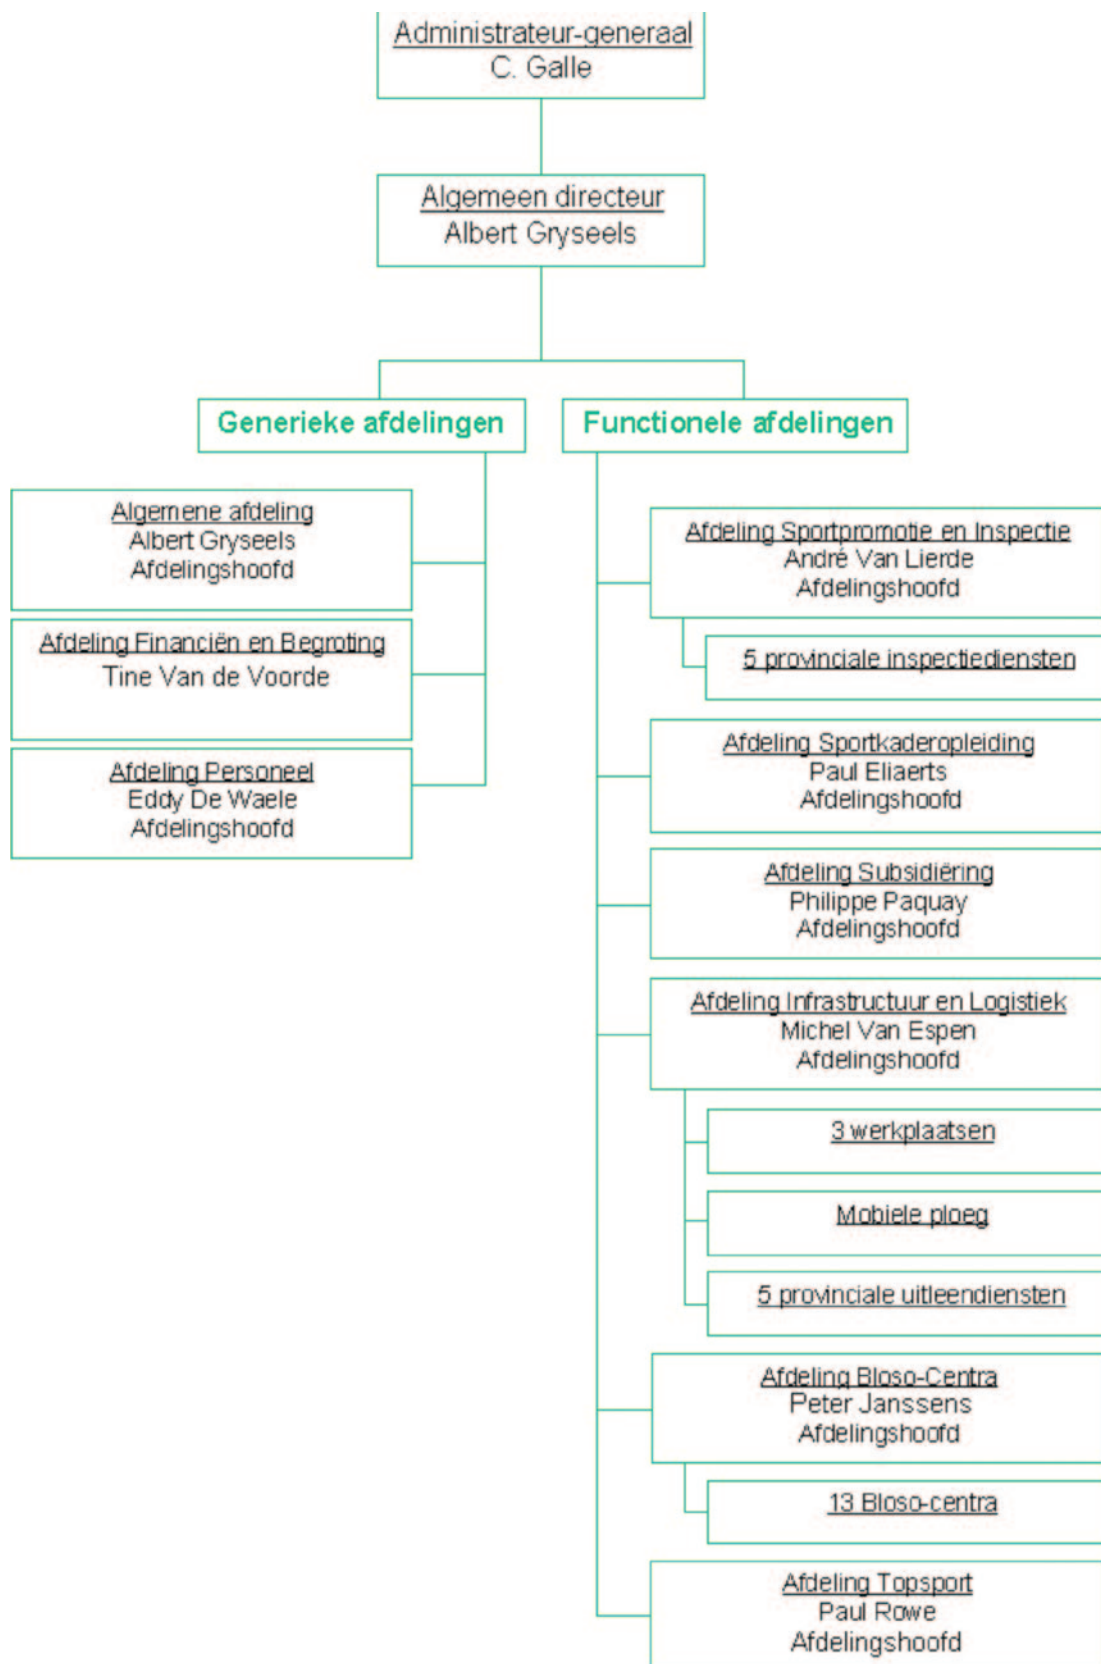 Administrateur-generaal
C. Galle
Algemeen directeur
Albert Gryseels
Generieke afdelingen
Algemene afdeling
Albert Gryseels
Afdelingshoofd
Afdeling Financiën en Begroting
Tine Van de Voorde
Afdeling Personeel
Eddy De Waele
Afdelingshoofd
Functionele afdelingen
Afdeling Sportpromotie en Inspectie
André Van Lierde
Afdelingshoofd
5 provinciale inspectiediensten
Afdeling Sportkaderopleiding
Paul Eliaerts
Afdelingshoofd
Afdeling Subsidiëring
Philippe Paquay
Afdelingshoofd
Afdeling Infrastructuur en Logistiek
Michel Van Espen
Afdelingshoofd
3 werkplaatsen
Mobiele ploeg
5 provinciale uitleendiensten
Afdeling Bloso-Centra
Peter Janssens
Afdelingshoofd
13 Bloso-centra
Afdeling Topsport
Paul Rowe
Afdelingshoofd